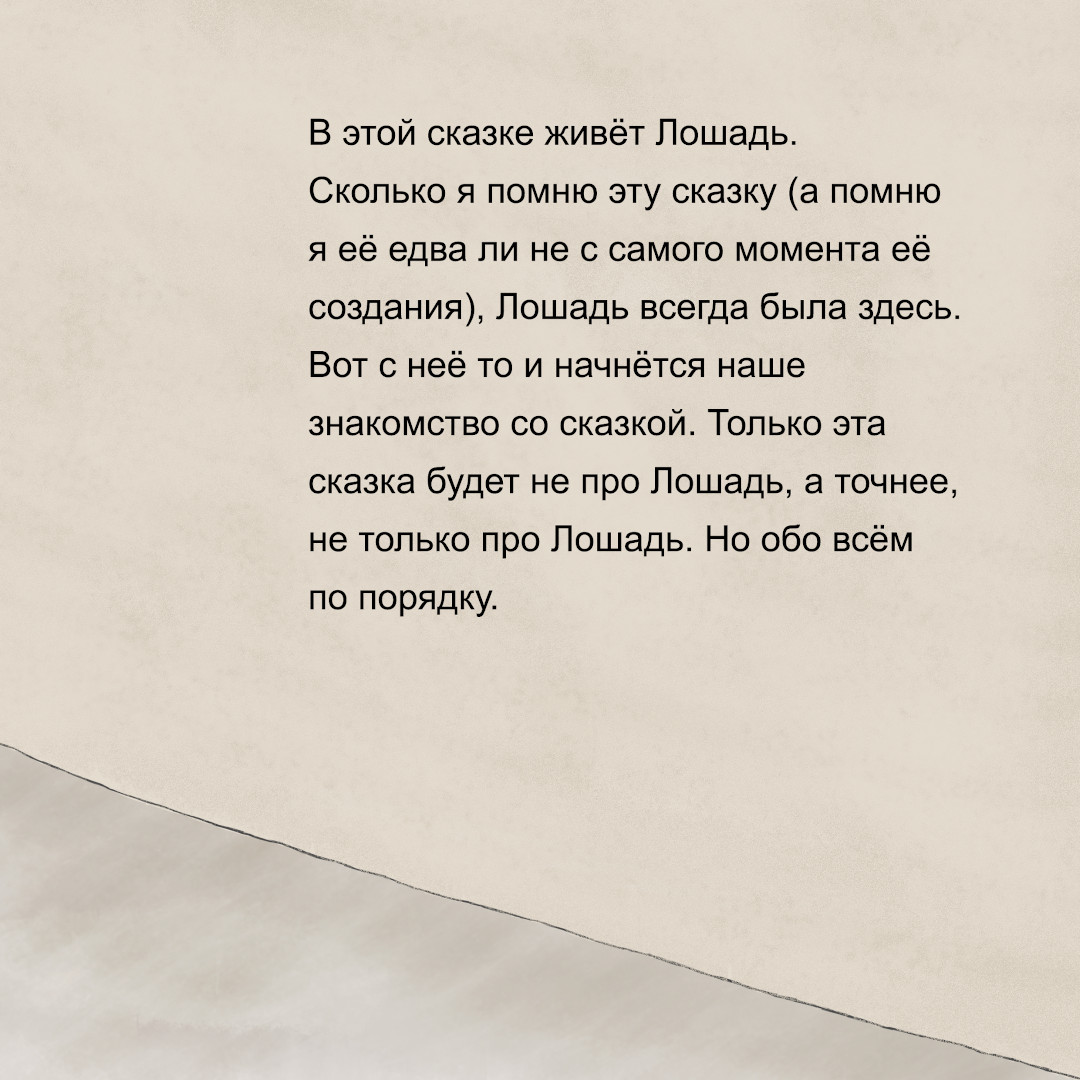 В этой сказке живёт Лошадь.
Сколько я помню эту сказку (а помню
я её едва ли не с самого момента её
создания), Лошадь всегда была здесь.
Вот с неё то и начнётся наше
знакомство со сказкой. Только эта
сказка будет не про Лошадь, а точнее,
не только про Лошадь. Но обо всём
по порядку.